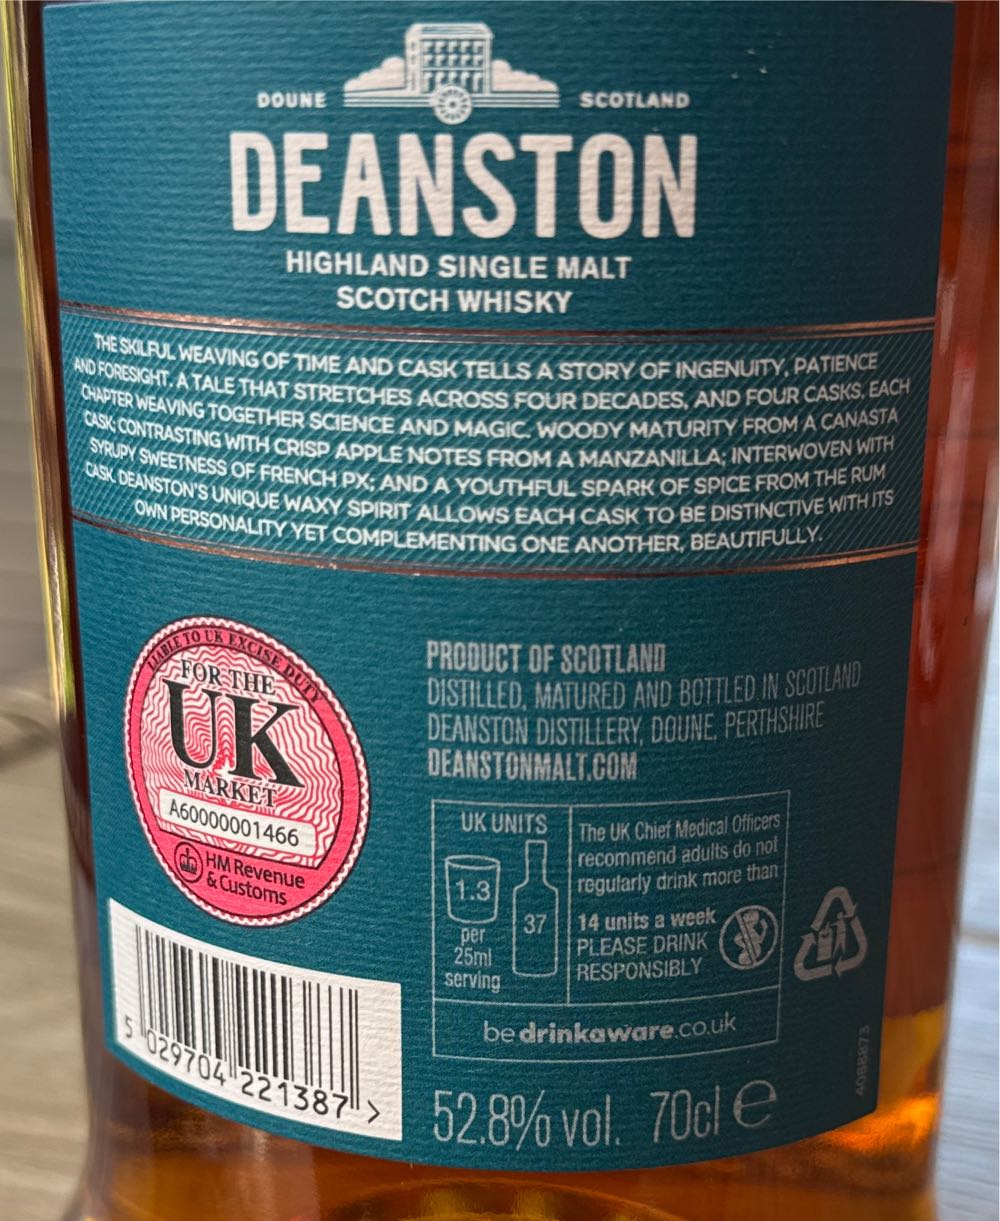 DOUNE SCOTLAND
DEANSTON
HIGHLAND SINGLE MALT
SCOTCH WHISKY
THE SKILFUL WEAVING OF TIME AND CASK TELLS A STORY OF INGENUITY, PATIENCE
AND FORESIGHT. A TALE THAT STRETCHES ACROSS FOUR DECADES, AND FOUR CASKS, EACH
CHAPTER WEAVING TOGETHER SCIENCE AND MAGIC. WOODY MATURITY FROM A CANASTA
CASK; CONTRASTING WITH CRISP APPLE NOTES FROM A MANZANILLA; INTERWOVEN WITH
SYRUPY SWEETNESS OF FRENCH PX; AND A YOUTHFUL SPARK OF SPICE FROM THE RUM
CASK. DEANSTON'S UNIQUE WAXY SPIRIT ALLOWS EACH CASK TO BE DISTINCTIVE WITH ITS
OWN PERSONALITY YET COMPLEMENTING ONE ANOTHER, BEAUTIFULLY.
LIABLE TO UK EXCISE DUTY
FOR THE
UK
MARKET
A60000001466
HM Revenue
& Customs
PRODUCT OF SCOTLAND
DISTILLED, MATURED AND BOTTLED IN SCOTLAND
DEANSTON DISTILLERY, DOUNE, PERTHSHIRE
DEANSTONMALT.COM
UK UNITS
1.3
per
25ml
serving
37
The UK Chief Medical Officers
recommend adults do not
regularly drink more than
14 units a week
PLEASE DRINK
RESPONSIBLY
bedrinkaware.co.uk
5 029704 221387 >
52.8% vol. 70cl e
4088873